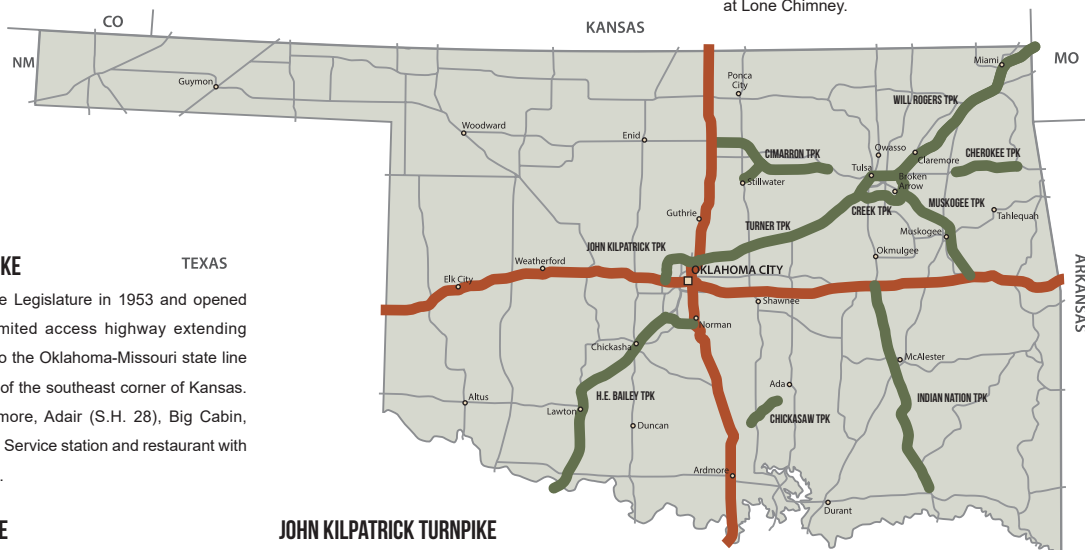 at Lone Chimney.
CO
KANSAS
NM
MO
Miami
Guymon
Ponca
City
WILL ROGERS TPK
Woodward
Enid
Owasso
CIMARRON TPK
CHEROKEE TPK
Claremore
Tulsa
Broken
Arrow
Stillwater
MUSKOGEE TPK
CREEK TPK
Guthrie
Tahlequah
TURNER TPK
Muskogee
JOHN KILPATRICK TPK
Okmulgee
KE
TEXAS
Weatherford
OKLAHOMA CITY
Elk City
ARKANSAS
e Legislature in 1953 and opened
Shawnee
mited access highway extending
Norman
o the Oklahoma-Missouri state line
Chickasha
McAlester
of the southeast corner of Kansas.
Ada
Altus
H.E. BAILEY TPK
INDIAN NATION TPK
more, Adair (S.H. 28), Big Cabin,
Lawton
CHICKASAW TPK
Duncan
Service station and restaurant with
.
Ardmore
Durant
E
JOHN KILPATRICK TURNPIKE